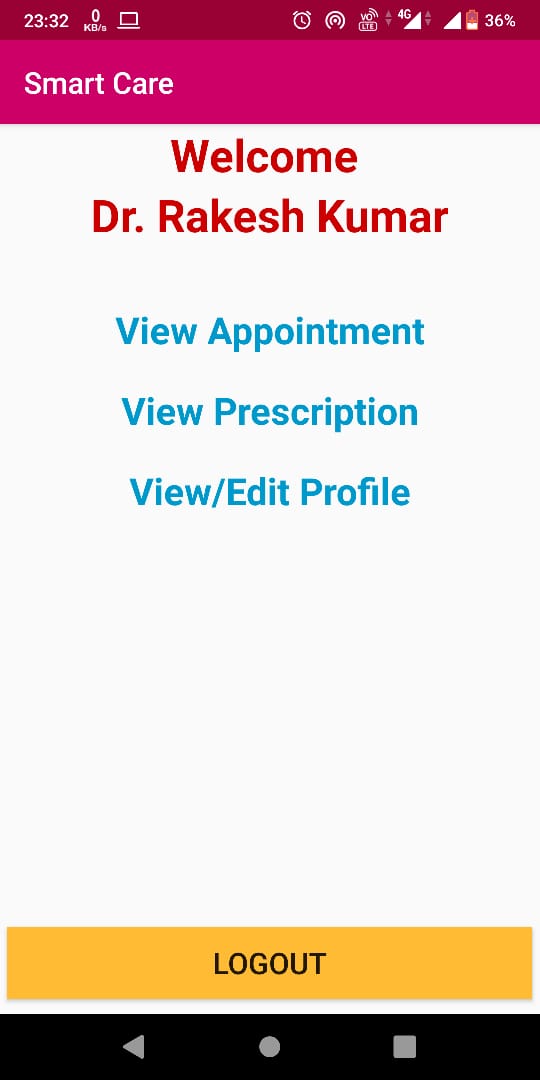 23:32 0 KB/s VO LTE 4G 36%
Smart Care
Welcome
Dr. Rakesh Kumar
View Appointment
View Prescription
View/Edit Profile
LOGOUT